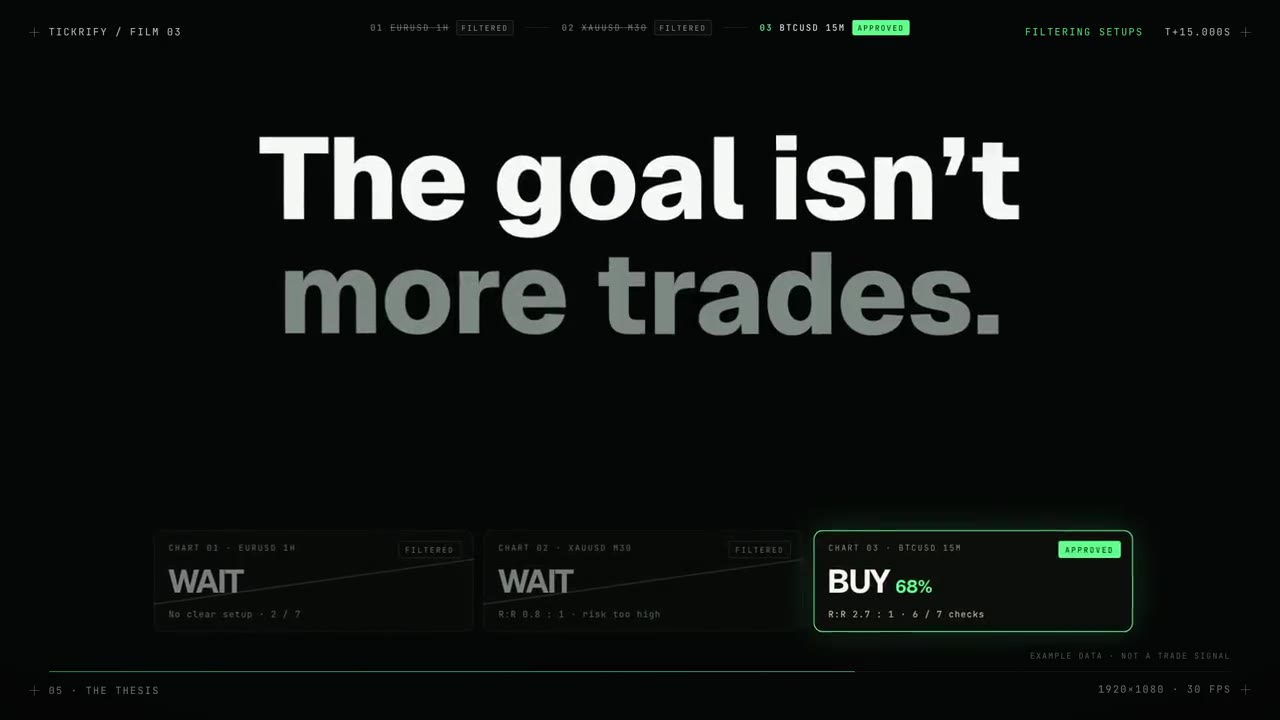 TICKRIFY / FILM 03
01 EURUSD 1H FILTERED
02 XAUUSD M30 FILTERED
03 BTCUSD 15M APPROVED
FILTERING SETUPS T+15.000S
The goal isn’t
more trades.
CHART 01 · EURUSD 1H FILTERED
WAIT
No clear setup · 2 / 7
CHART 02 · XAUUSD M30 FILTERED
WAIT
R:R 0.8 : 1 · risk too high
CHART 03 · BTCUSD 15M APPROVED
BUY 68%
R:R 2.7 : 1 · 6 / 7 checks
EXAMPLE DATA · NOT A TRADE SIGNAL
05 · THE THESIS
1920×1080 · 30 FPS